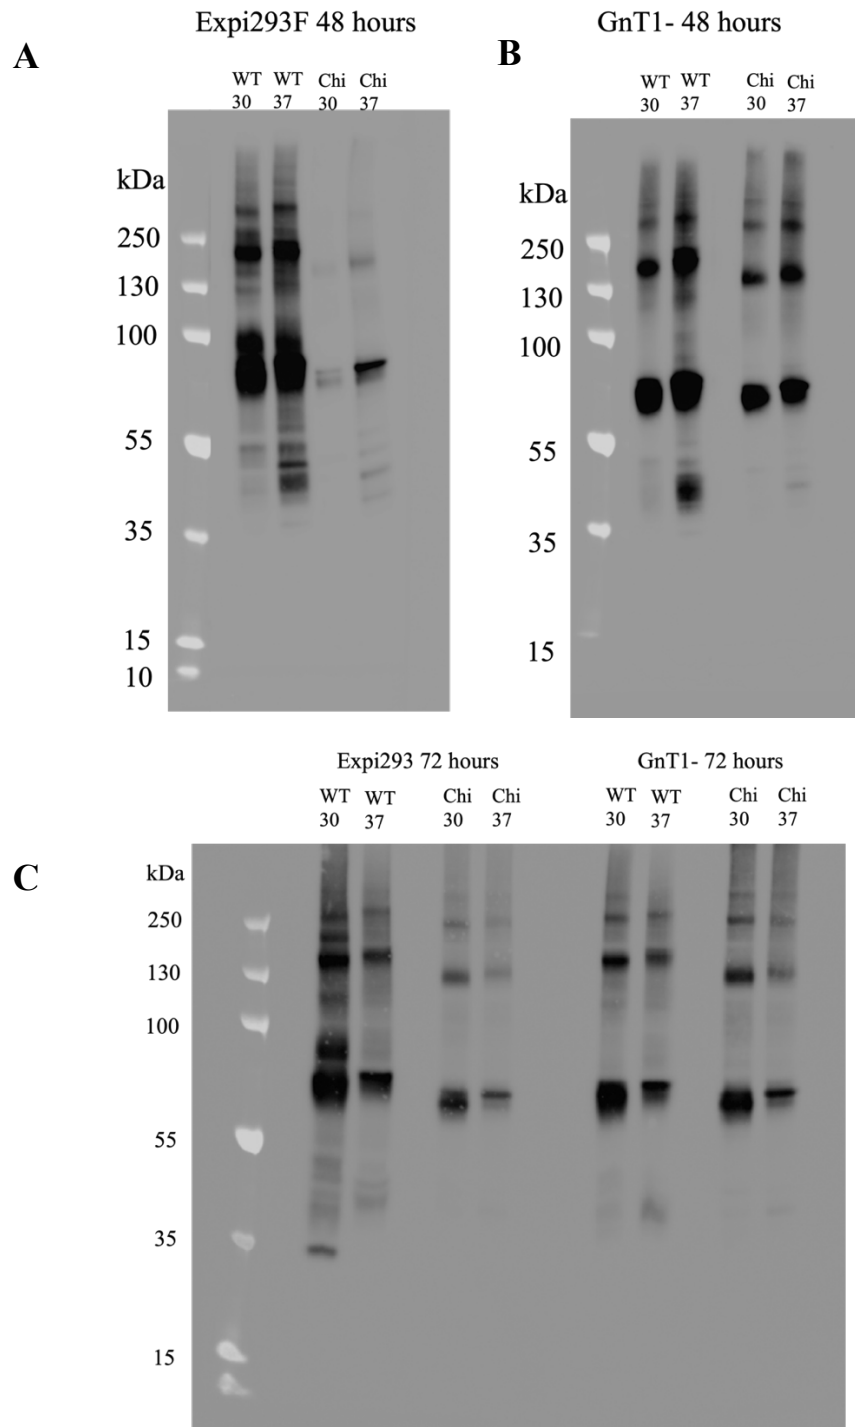 Expi293F 48 hours
GnT1- 48 hours
A
B
WT WT Chi Chi
30 37 30 37
WT WT Chi Chi
30 37 30 37
kDa
250
130
100
55
35
15
10
kDa
250
130
100
55
35
15
Expi293 72 hours
GnT1- 72 hours
WT WT Chi Chi WT WT Chi Chi
30 37 30 37 30 37 30 37
C
kDa
250
130
100
55
35
15